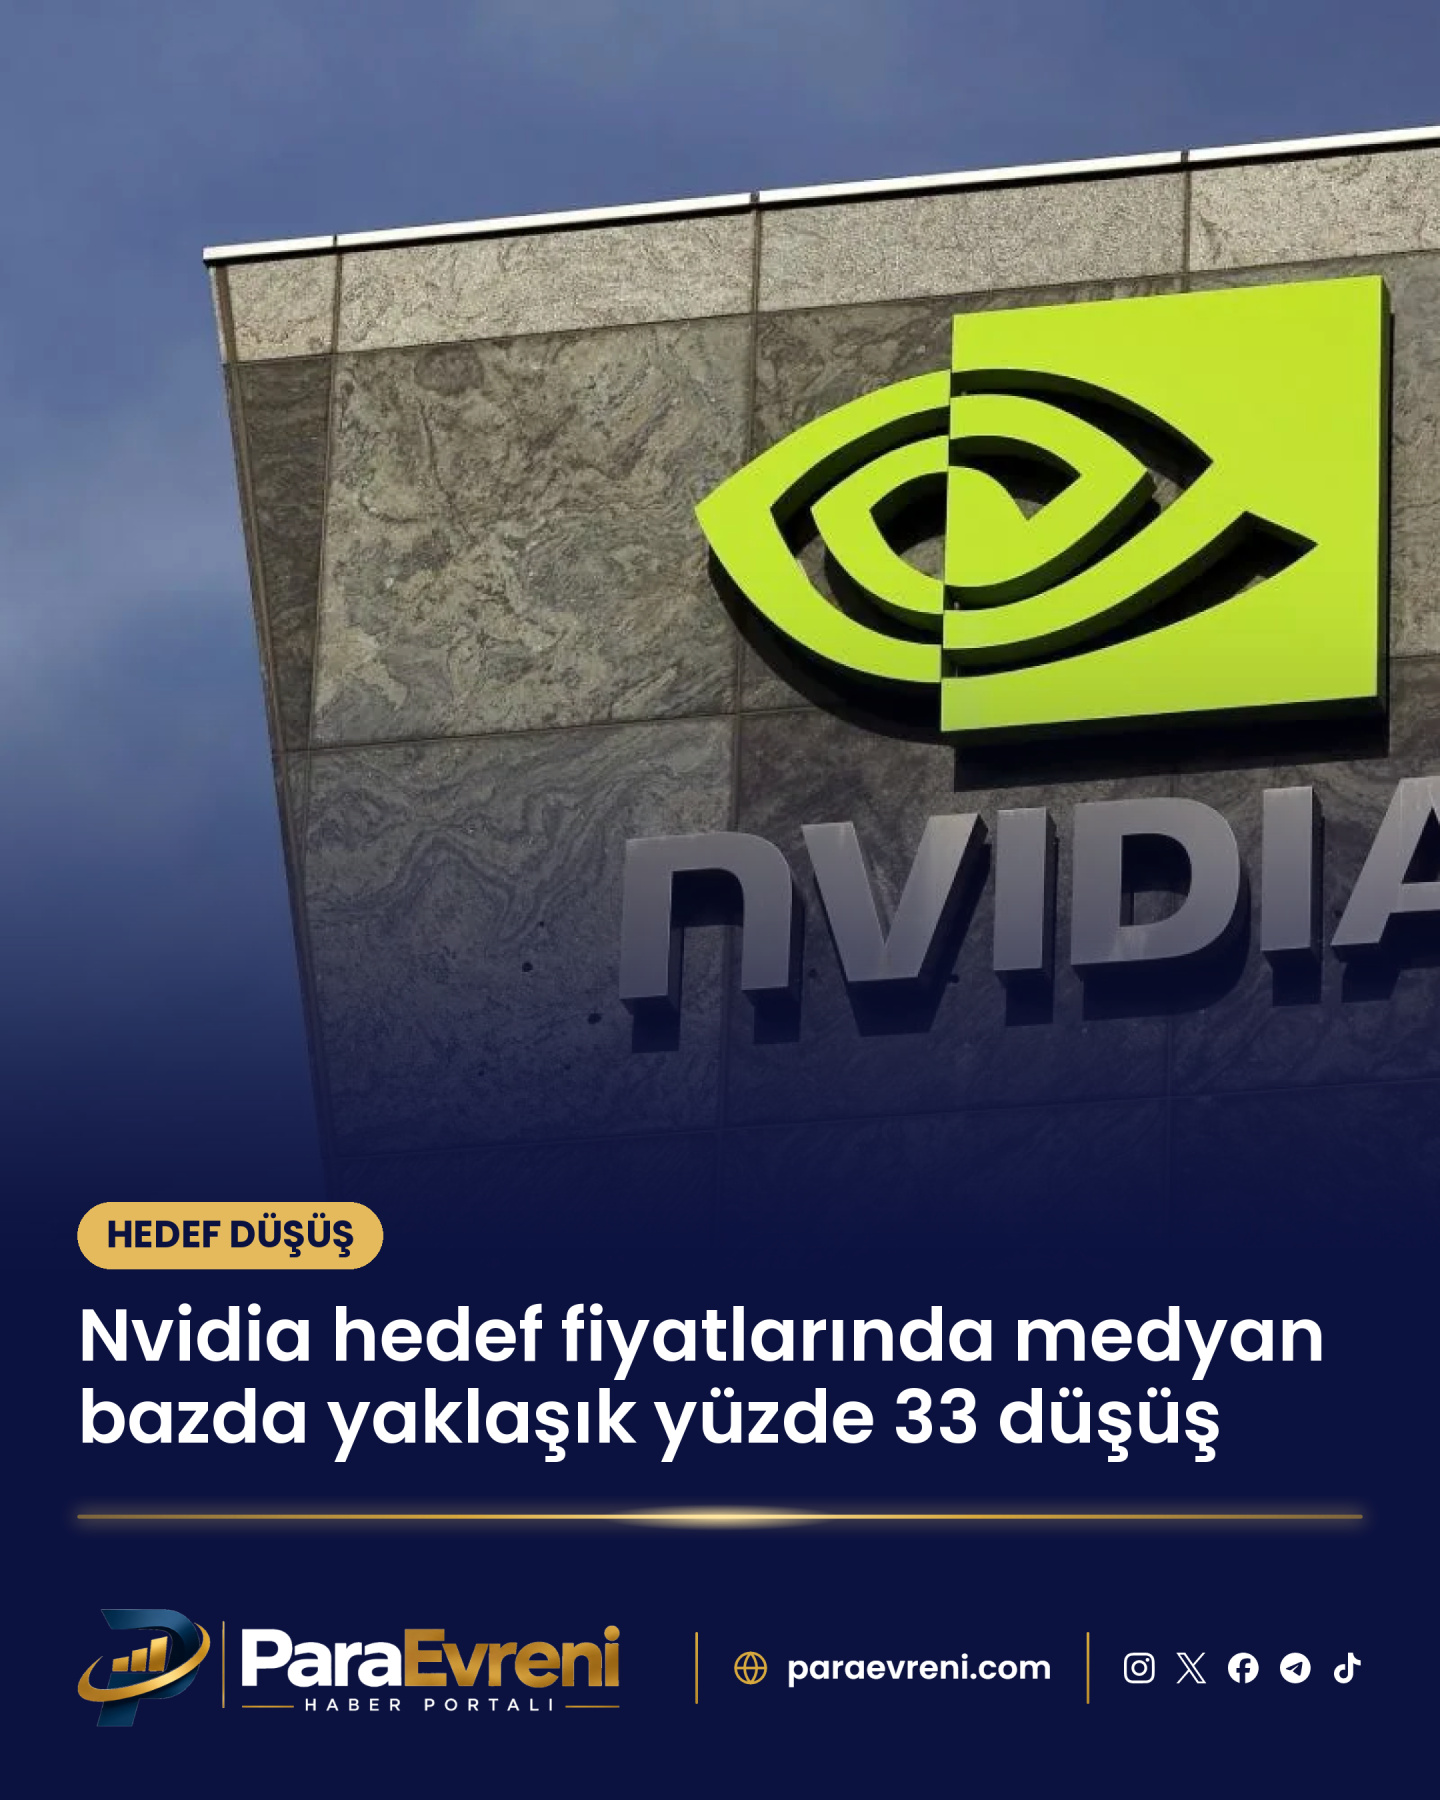 NVIDIA
HEDEF DÜŞÜŞ
Nvidia hedef fiyatlarında medyan
bazda yaklaşık yüzde 33 düşüş
ParaEvreni
HABER PORTALI
paraevreni.com